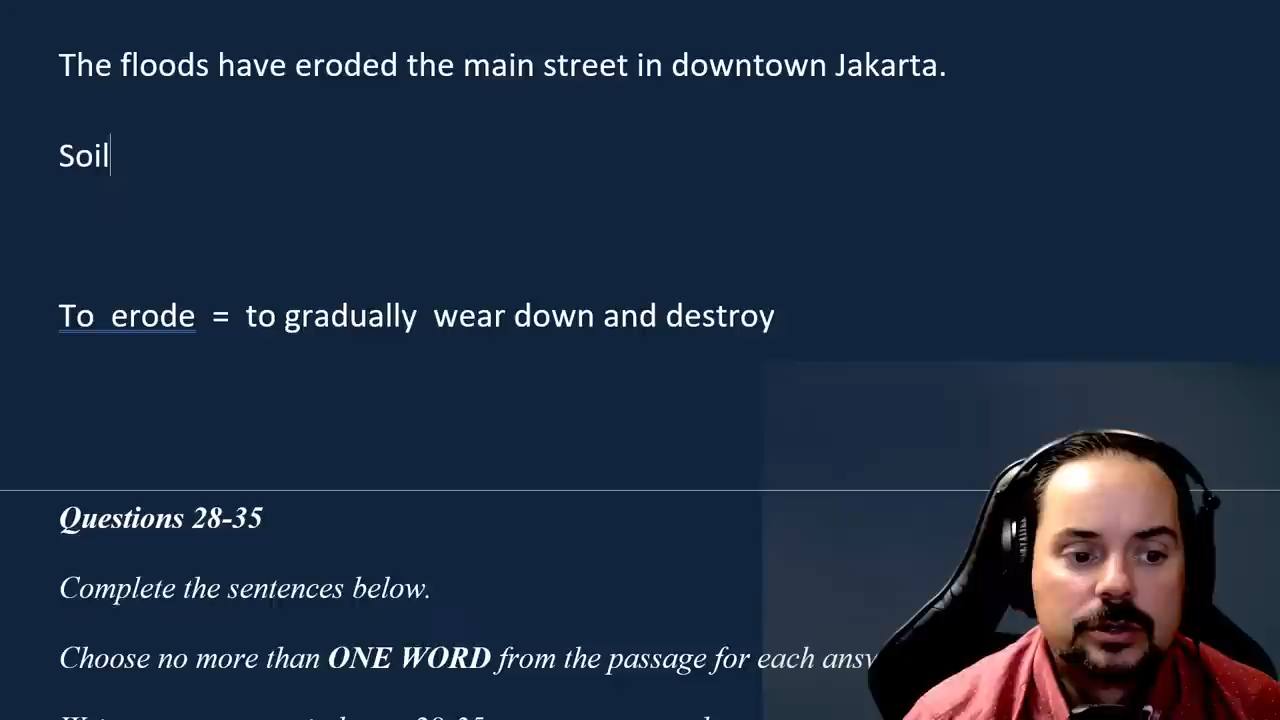 The floods have eroded the main street in downtown Jakarta.
Soil
To erode = to gradually wear down and destroy
Questions 28-35
Complete the sentences below.
Choose no more than ONE WORD from the passage for each